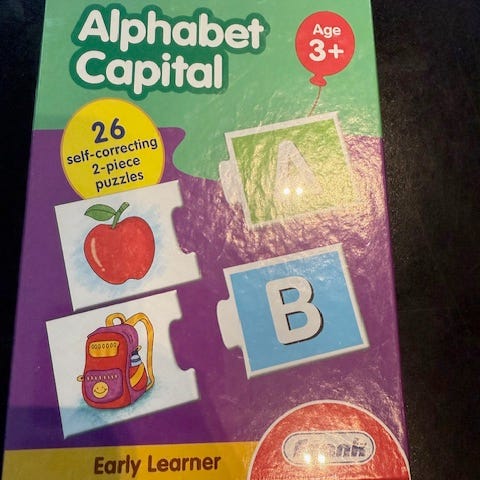 Alphabet
Capital
Age
3+
26
self-correcting
2-piece
puzzles
A
B
Early Learner
Frank